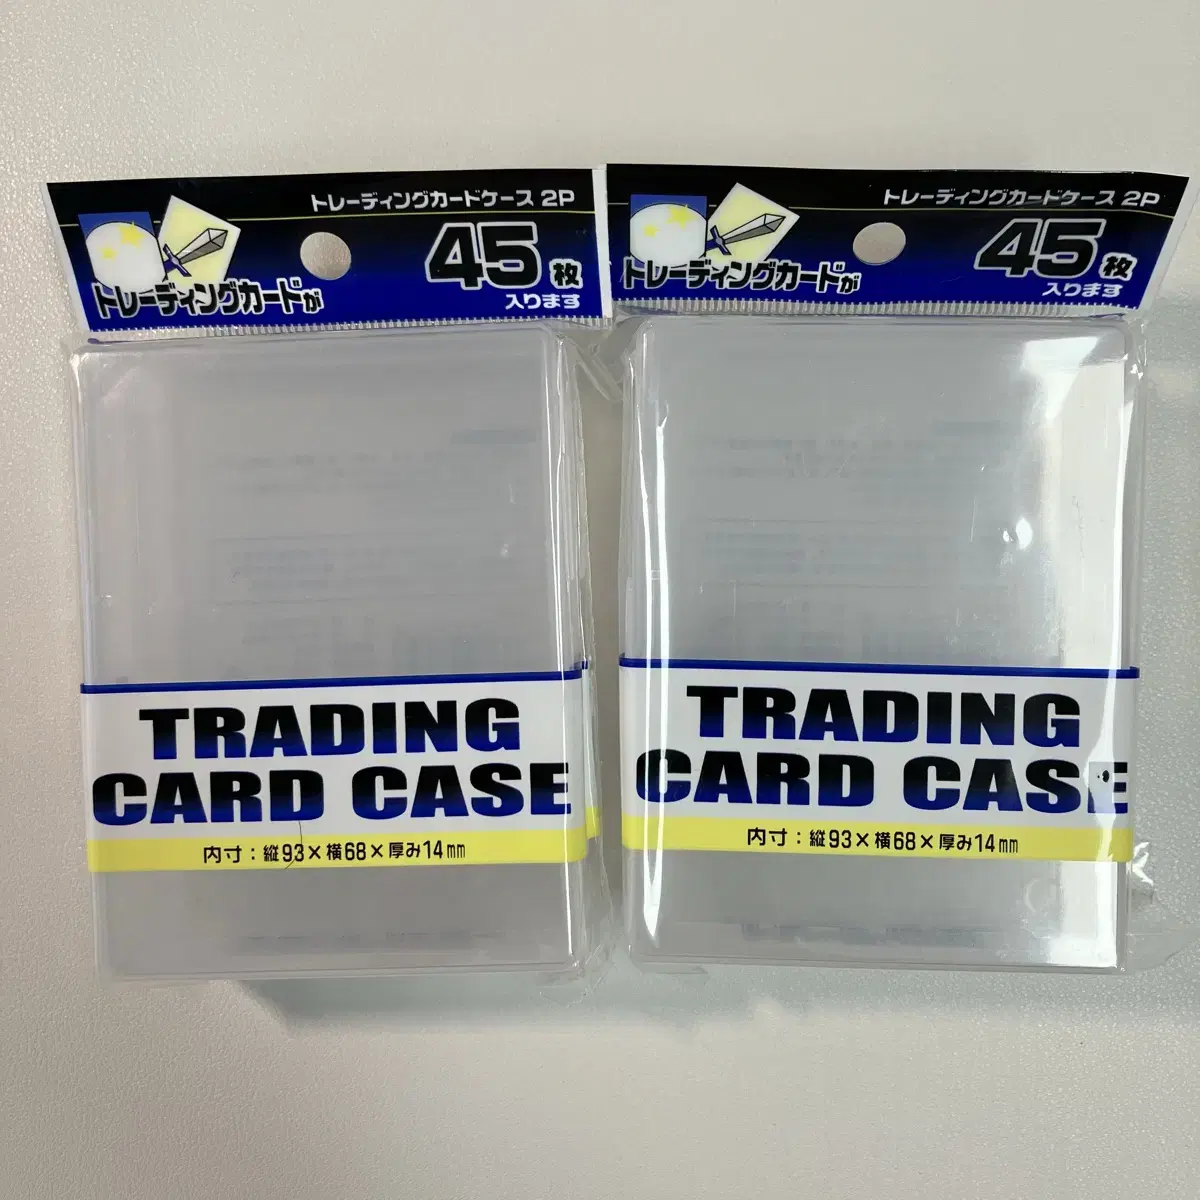 トレーディングカードケース 2P
45枚
入ります
トレーディングカードが
TRADING
CARD CASE
内寸：縦93×横68×厚み14㎜
トレーディングカードケース 2P
45枚
入ります
トレーディングカードが
TRADING
CARD CASE
内寸：縦93×横68×厚み14㎜